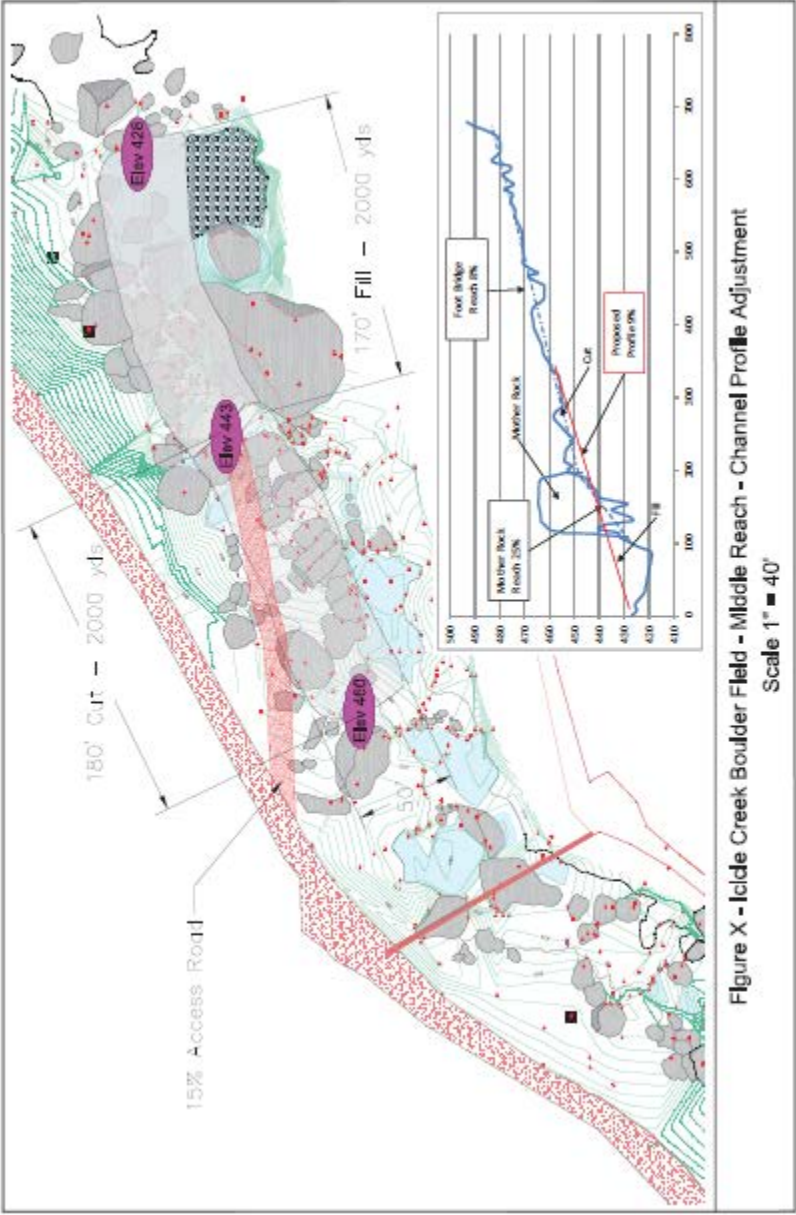 15% Access Road
180' Cut - 2000 yds
170' Fill - 2000 yds
50'
Elev 460
Elev 443
Elev 428
500
490
480
470
460
450
440
430
420
410
0
100
200
300
400
500
600
700
800
Mother Rock
Reach 25%
Mother Rock
Foot Bridge
Reach 8%
Cut
Fill
Proposed
Profile 9%
Figure X - Icicle Creek Boulder Field - Middle Reach - Channel Profile Adjustment
Scale 1" = 40'